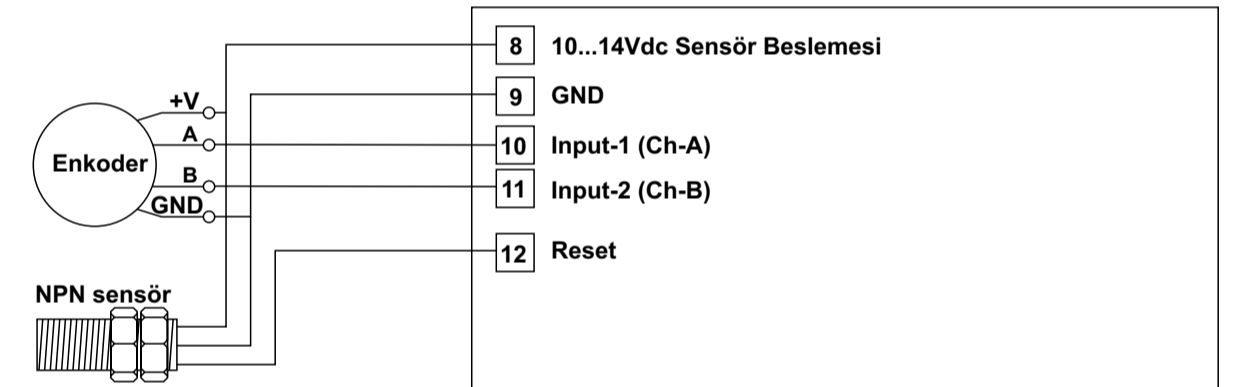 8 10...14Vdc Sensör Beslemesi
9 GND
+V
A
10 Input-1 (Ch-A)
Enkoder
B
11 Input-2 (Ch-B)
GND
12 Reset
NPN sensör